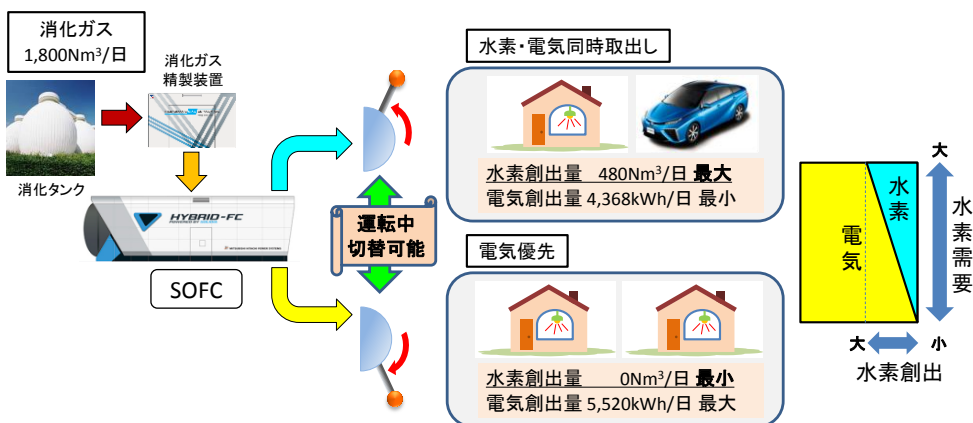 消化ガス
1,800Nm³/日
消化ガス
精製装置
消化タンク
HYBRID-FC
SOFC
運転中
切替可能
水素・電気同時取出し
水素創出量 480Nm³/日 最大
電気創出量 4,368kWh/日 最小
電気優先
水素創出量 0Nm³/日 最小
電気創出量 5,520kWh/日 最大
電気
水素
大
水素需要
小
大
水素創出